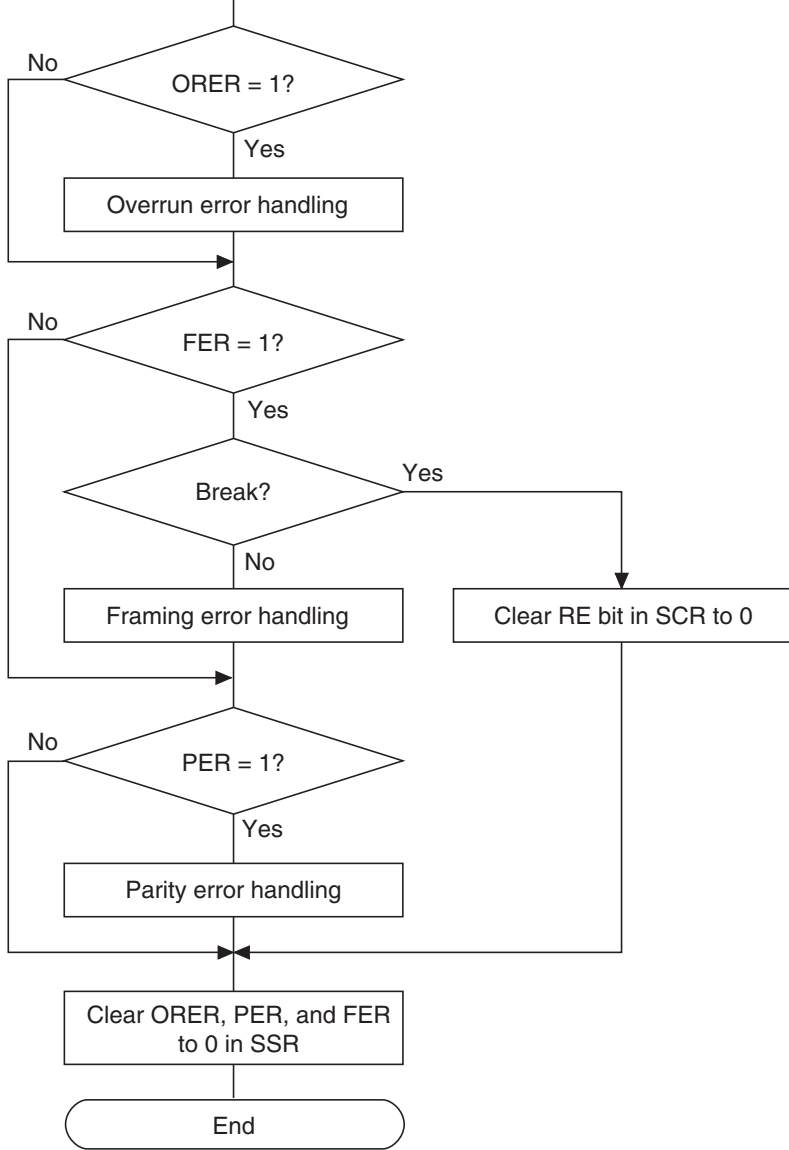 No
ORER = 1?
Yes
Overrun error handling
No
FER = 1?
Yes
Break?
Yes
No
Framing error handling
Clear RE bit in SCR to 0
No
PER = 1?
Yes
Parity error handling
Clear ORER, PER, and FER
to 0 in SSR
End